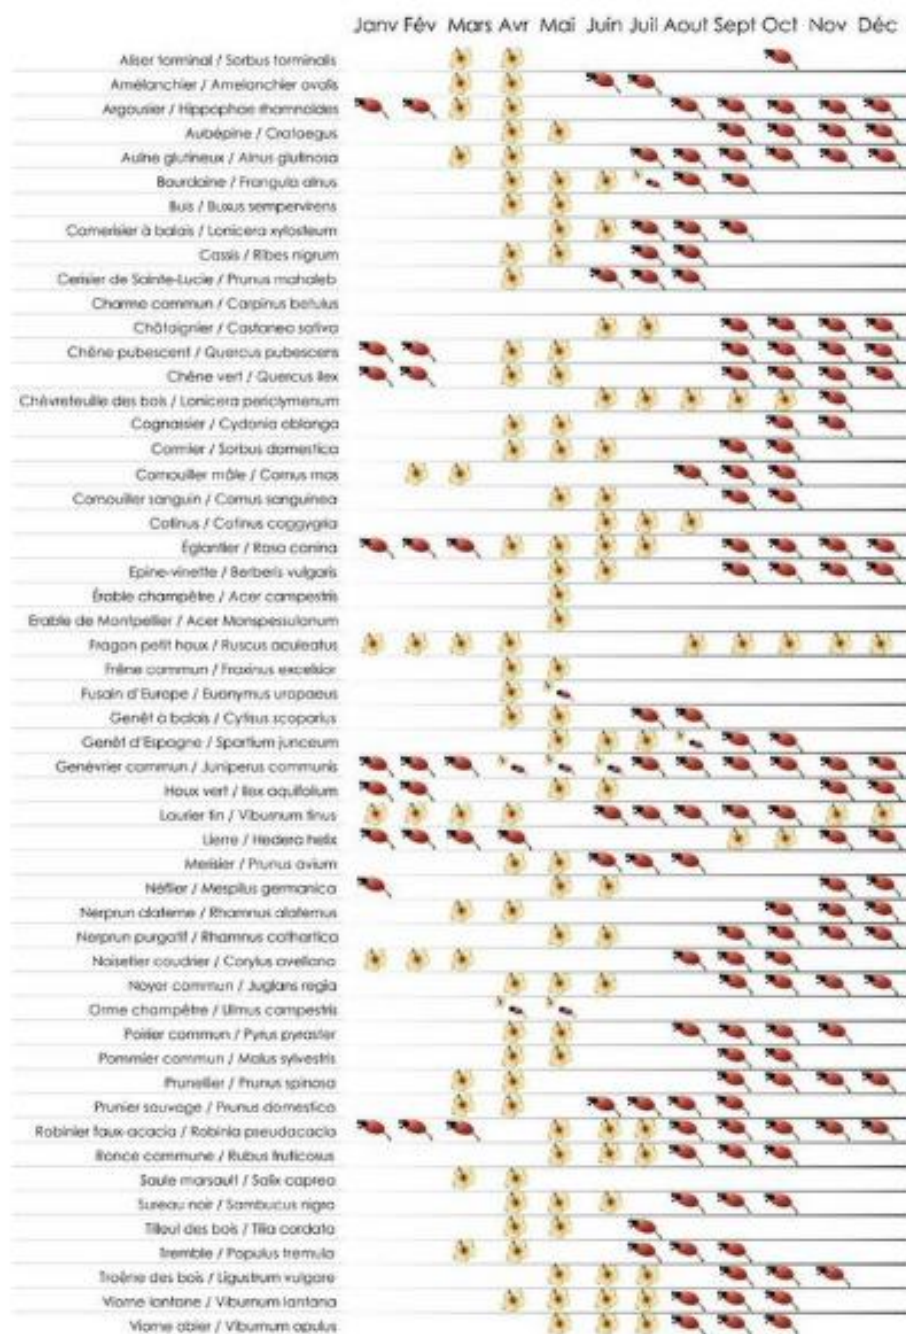 Janv Fév Mars Avr Mai Juin Juil Aout Sept Oct Nov Déc
Aliser torminal / Sorbus torminalis
Amélanchier / Amelanchier ovalis
Argousier / Hippophae rhamnoides
Aubépine / Crataegus
Aulne glutineux / Alnus glutinosa
Bourdaine / Frangula alnus
Buis / Buxus sempervirens
Camerisier à balais / Lonicera xylosteum
Cassis / Ribes nigrum
Cerisier de Sainte-Lucie / Prunus mahaleb
Charme commun / Carpinus betulus
Châtaignier / Castanea sativa
Chêne pubescent / Quercus pubescens
Chêne vert / Quercus ilex
Chèvrefeuille des bois / Lonicera periclymenum
Cognassier / Cydonia oblonga
Cormier / Sorbus domestica
Cornouiller mâle / Cornus mas
Cornouiller sanguin / Cornus sanguinea
Cotinus / Cotinus coggygria
Églantier / Rosa canina
Epine-vinette / Berberis vulgaris
Érable champêtre / Acer campestris
Erable de Montpellier / Acer Monspessulanum
Fragon petit houx / Ruscus aculeatus
Frêne commun / Fraxinus excelsior
Fusain d'Europe / Euonymus uropaeus
Genêt à balais / Cytisus scoparius
Genêt d'Espagne / Spartium junceum
Genévrier commun / Juniperus communis
Houx vert / Ilex aquifolium
Laurier tin / Viburnum tinus
Lierre / Hedera helix
Merisier / Prunus avium
Néflier / Mespilus germanica
Nerprun alaterne / Rhamnus alaternus
Nerprun purgatif / Rhamnus cathartica
Noisetier coudrier / Corylus avellana
Noyer commun / Juglans regia
Orme champêtre / Ulmus campestris
Poirier commun / Pyrus pyraster
Pommier commun / Malus sylvestris
Prunellier / Prunus spinosa
Prunier sauvage / Prunus domestica
Robinier faux-acacia / Robinia pseudacacia
Ronce commune / Rubus fruticosus
Saule marsault / Salix caprea
Sureau noir / Sambucus nigra
Tilleul des bois / Tilia cordata
Tremble / Populus tremula
Troène des bois / Ligustrum vulgare
Viorne lantane / Viburnum lantana
Viorne obier / Viburnum opulus